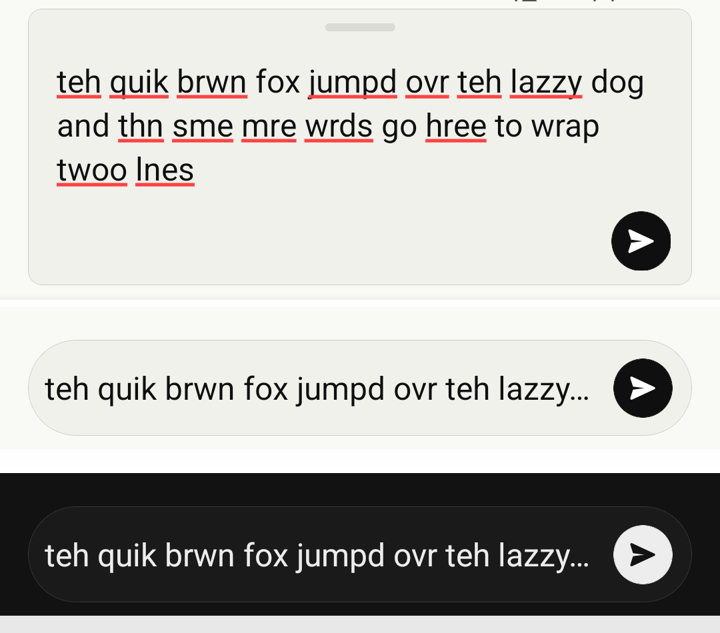 teh quik brwn fox jumpd ovr teh lazzy dog
and thn sme mre wrds go hree to wrap
twoo lnes
teh quik brwn fox jumpd ovr teh lazzy...
teh quik brwn fox jumpd ovr teh lazzy...